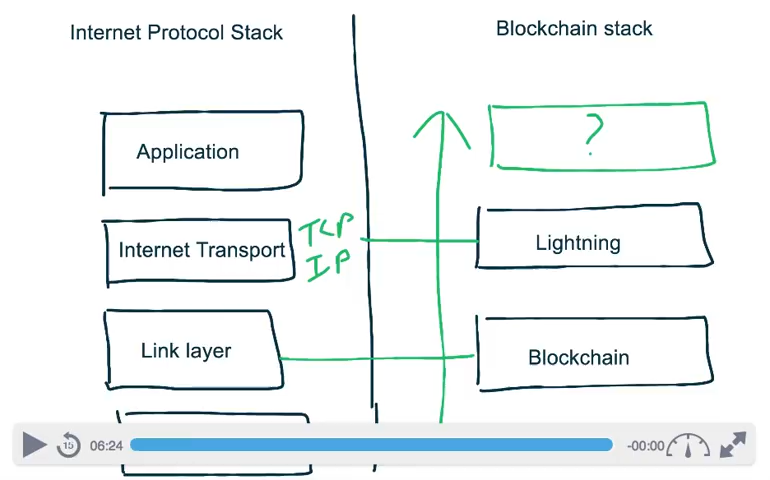 Internet Protocol Stack
Blockchain stack
Application
?
Internet Transport
TCP
IP
Lightning
Link layer
Blockchain
15
06:24
-00:00